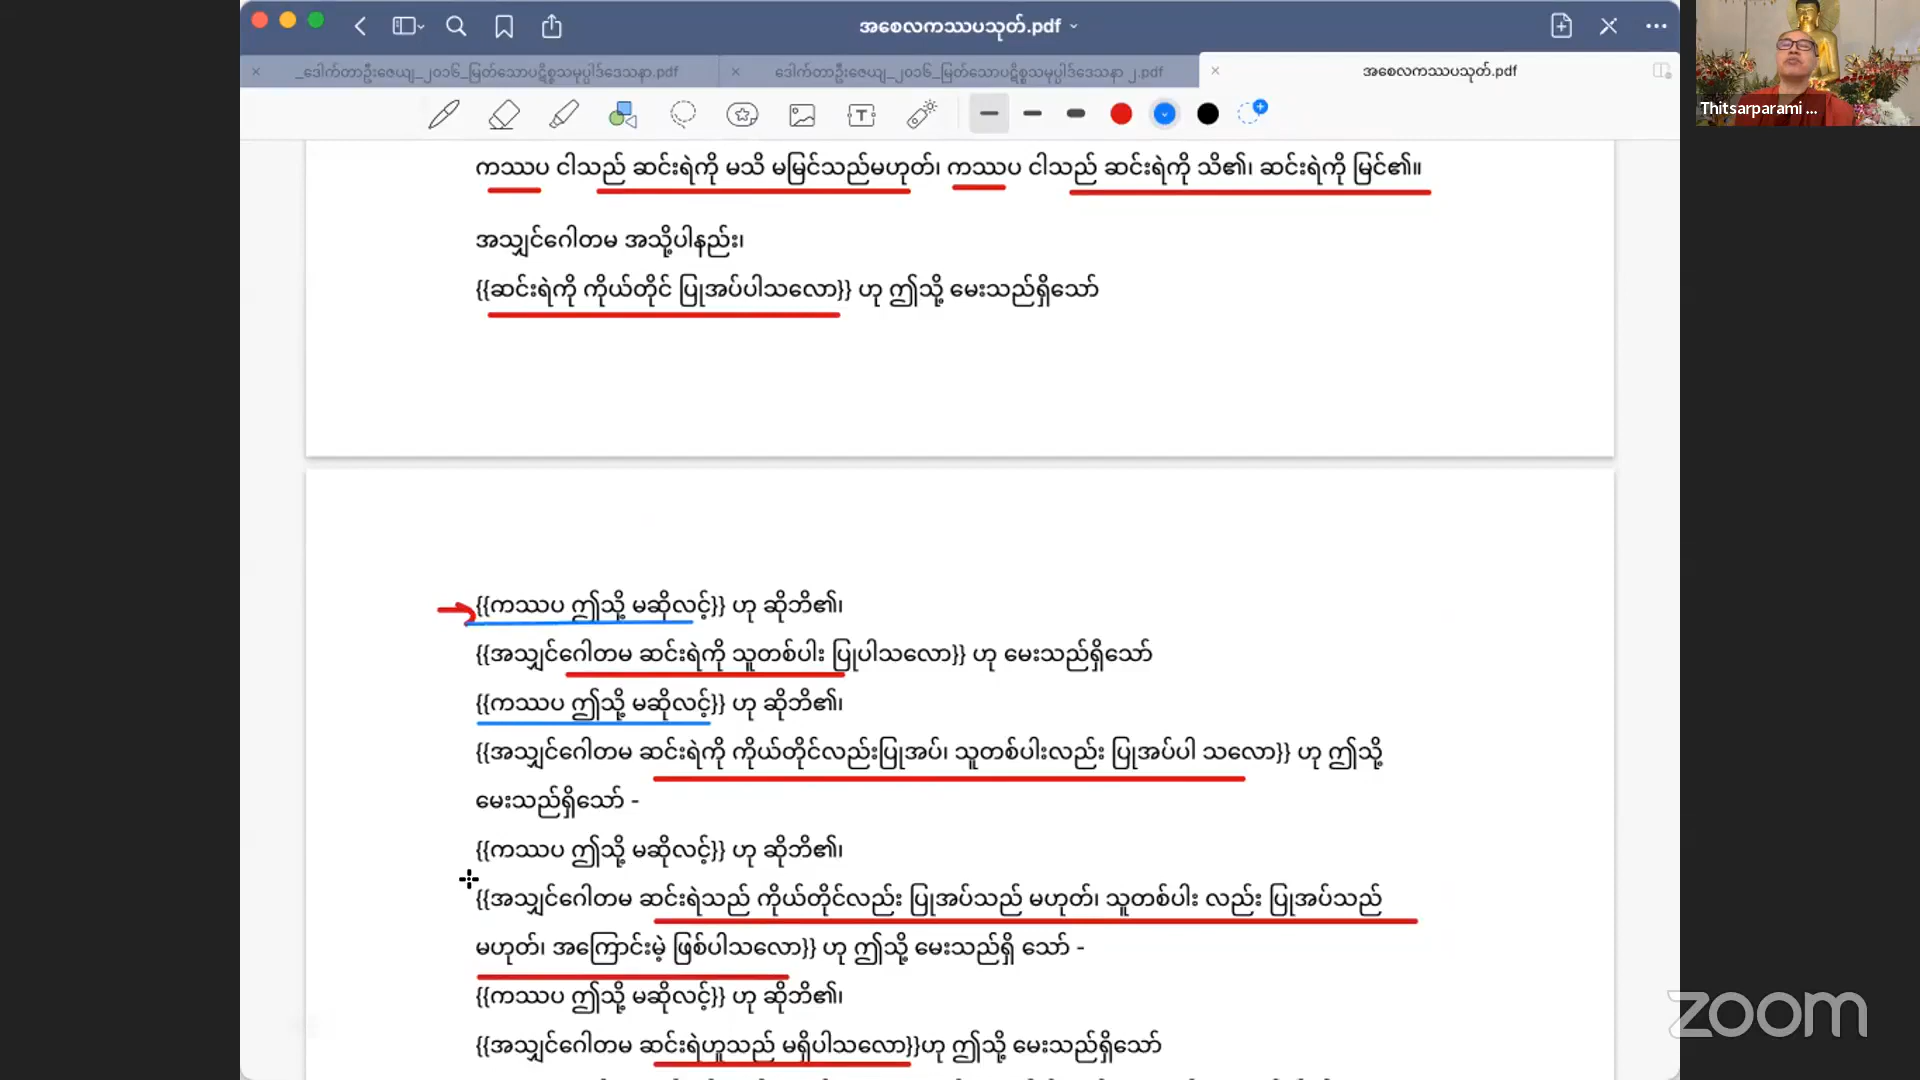 အစေလကဿပသုတ်.pdf
_ဒေါက်တာဦးဇေယျ_၂၀၁၆_မြတ်သောပဋိစ္စသမုပ္ပါဒ်ဒေသနာ.pdf
ဒေါက်တာဦးဇေယျ_၂၀၁၆_မြတ်သောပဋိစ္စသမုပ္ပါဒ်ဒေသနာ ၂.pdf
အစေလကဿပသုတ်.pdf
Thitsarparami ...
ကဿပ ငါသည် ဆင်းရဲကို မသိ မမြင်သည်မဟုတ်၊ ကဿပ ငါသည် ဆင်းရဲကို သိ၏၊ ဆင်းရဲကို မြင်၏။
အသျှင်ဂေါတမ အသို့ပါနည်း၊
{{ဆင်းရဲကို ကိုယ်တိုင် ပြုအပ်ပါသလော}} ဟု ဤသို့ မေးသည်ရှိသော်
{{ကဿပ ဤသို့ မဆိုလင့်}} ဟု ဆိုဘိ၏၊
{{အသျှင်ဂေါတမ ဆင်းရဲကို သူတစ်ပါး ပြုပါသလော}} ဟု မေးသည်ရှိသော်
{{ကဿပ ဤသို့ မဆိုလင့်}} ဟု ဆိုဘိ၏၊
{{အသျှင်ဂေါတမ ဆင်းရဲကို ကိုယ်တိုင်လည်းပြုအပ်၊ သူတစ်ပါးလည်း ပြုအပ်ပါ သလော}} ဟု ဤသို့
မေးသည်ရှိသော် -
{{ကဿပ ဤသို့ မဆိုလင့်}} ဟု ဆိုဘိ၏၊
{{အသျှင်ဂေါတမ ဆင်းရဲသည် ကိုယ်တိုင်လည်း ပြုအပ်သည် မဟုတ်၊ သူတစ်ပါး လည်း ပြုအပ်သည်
မဟုတ်၊ အကြောင်းမဲ့ ဖြစ်ပါသလော}} ဟု ဤသို့ မေးသည်ရှိ သော် -
{{ကဿပ ဤသို့ မဆိုလင့်}} ဟု ဆိုဘိ၏၊
{{အသျှင်ဂေါတမ ဆင်းရဲဟူသည် မရှိပါသလော}}ဟု ဤသို့ မေးသည်ရှိသော်
zoom